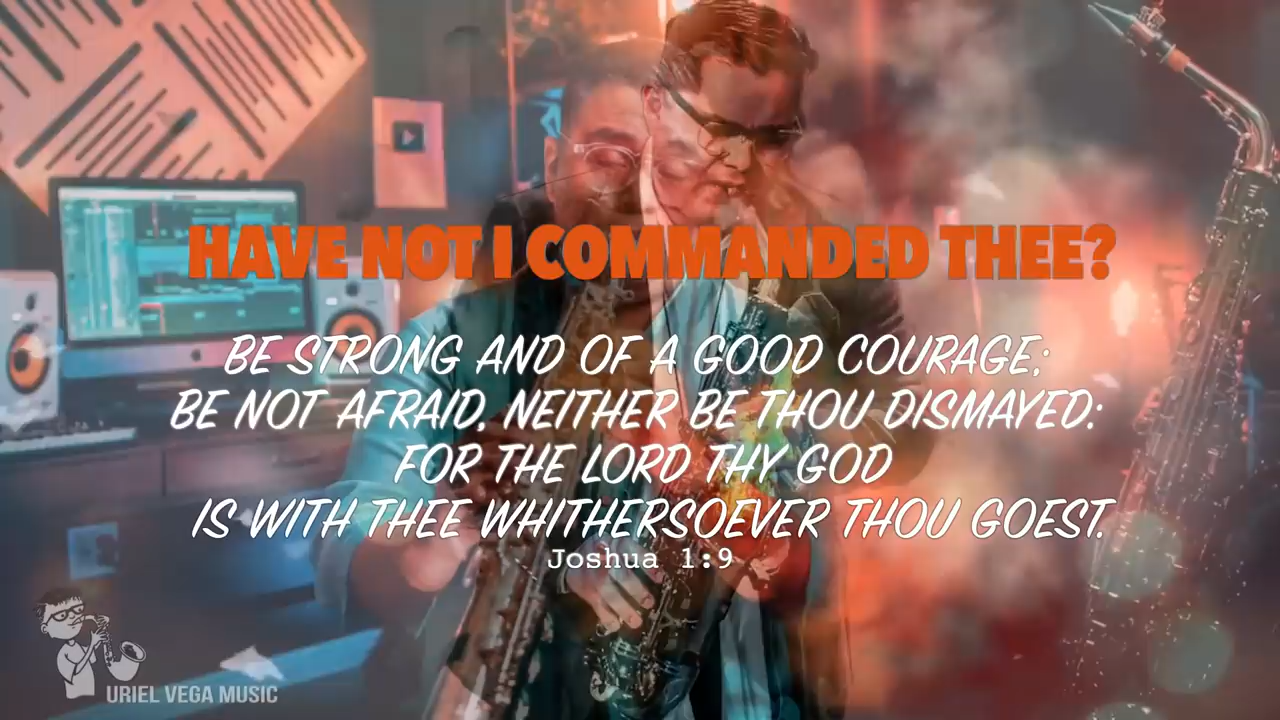 HAVE NOT I COMMANDED THEE?
BE STRONG AND OF A GOOD COURAGE;
BE NOT AFRAID, NEITHER BE THOU DISMAYED:
FOR THE LORD THY GOD
IS WITH THEE WHITHERSOEVER THOU GOEST.
Joshua 1:9
URIEL VEGA MUSIC